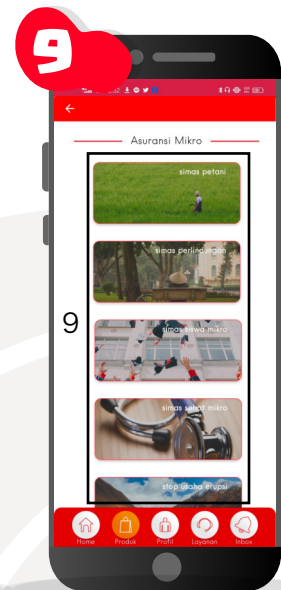 9
Asuransi Mikro
simas petani
simas perlindungan
9
simas siswa mikro
simas sehat mikro
stop usaha erupsi
Home Produk Profil Layanan Inbox